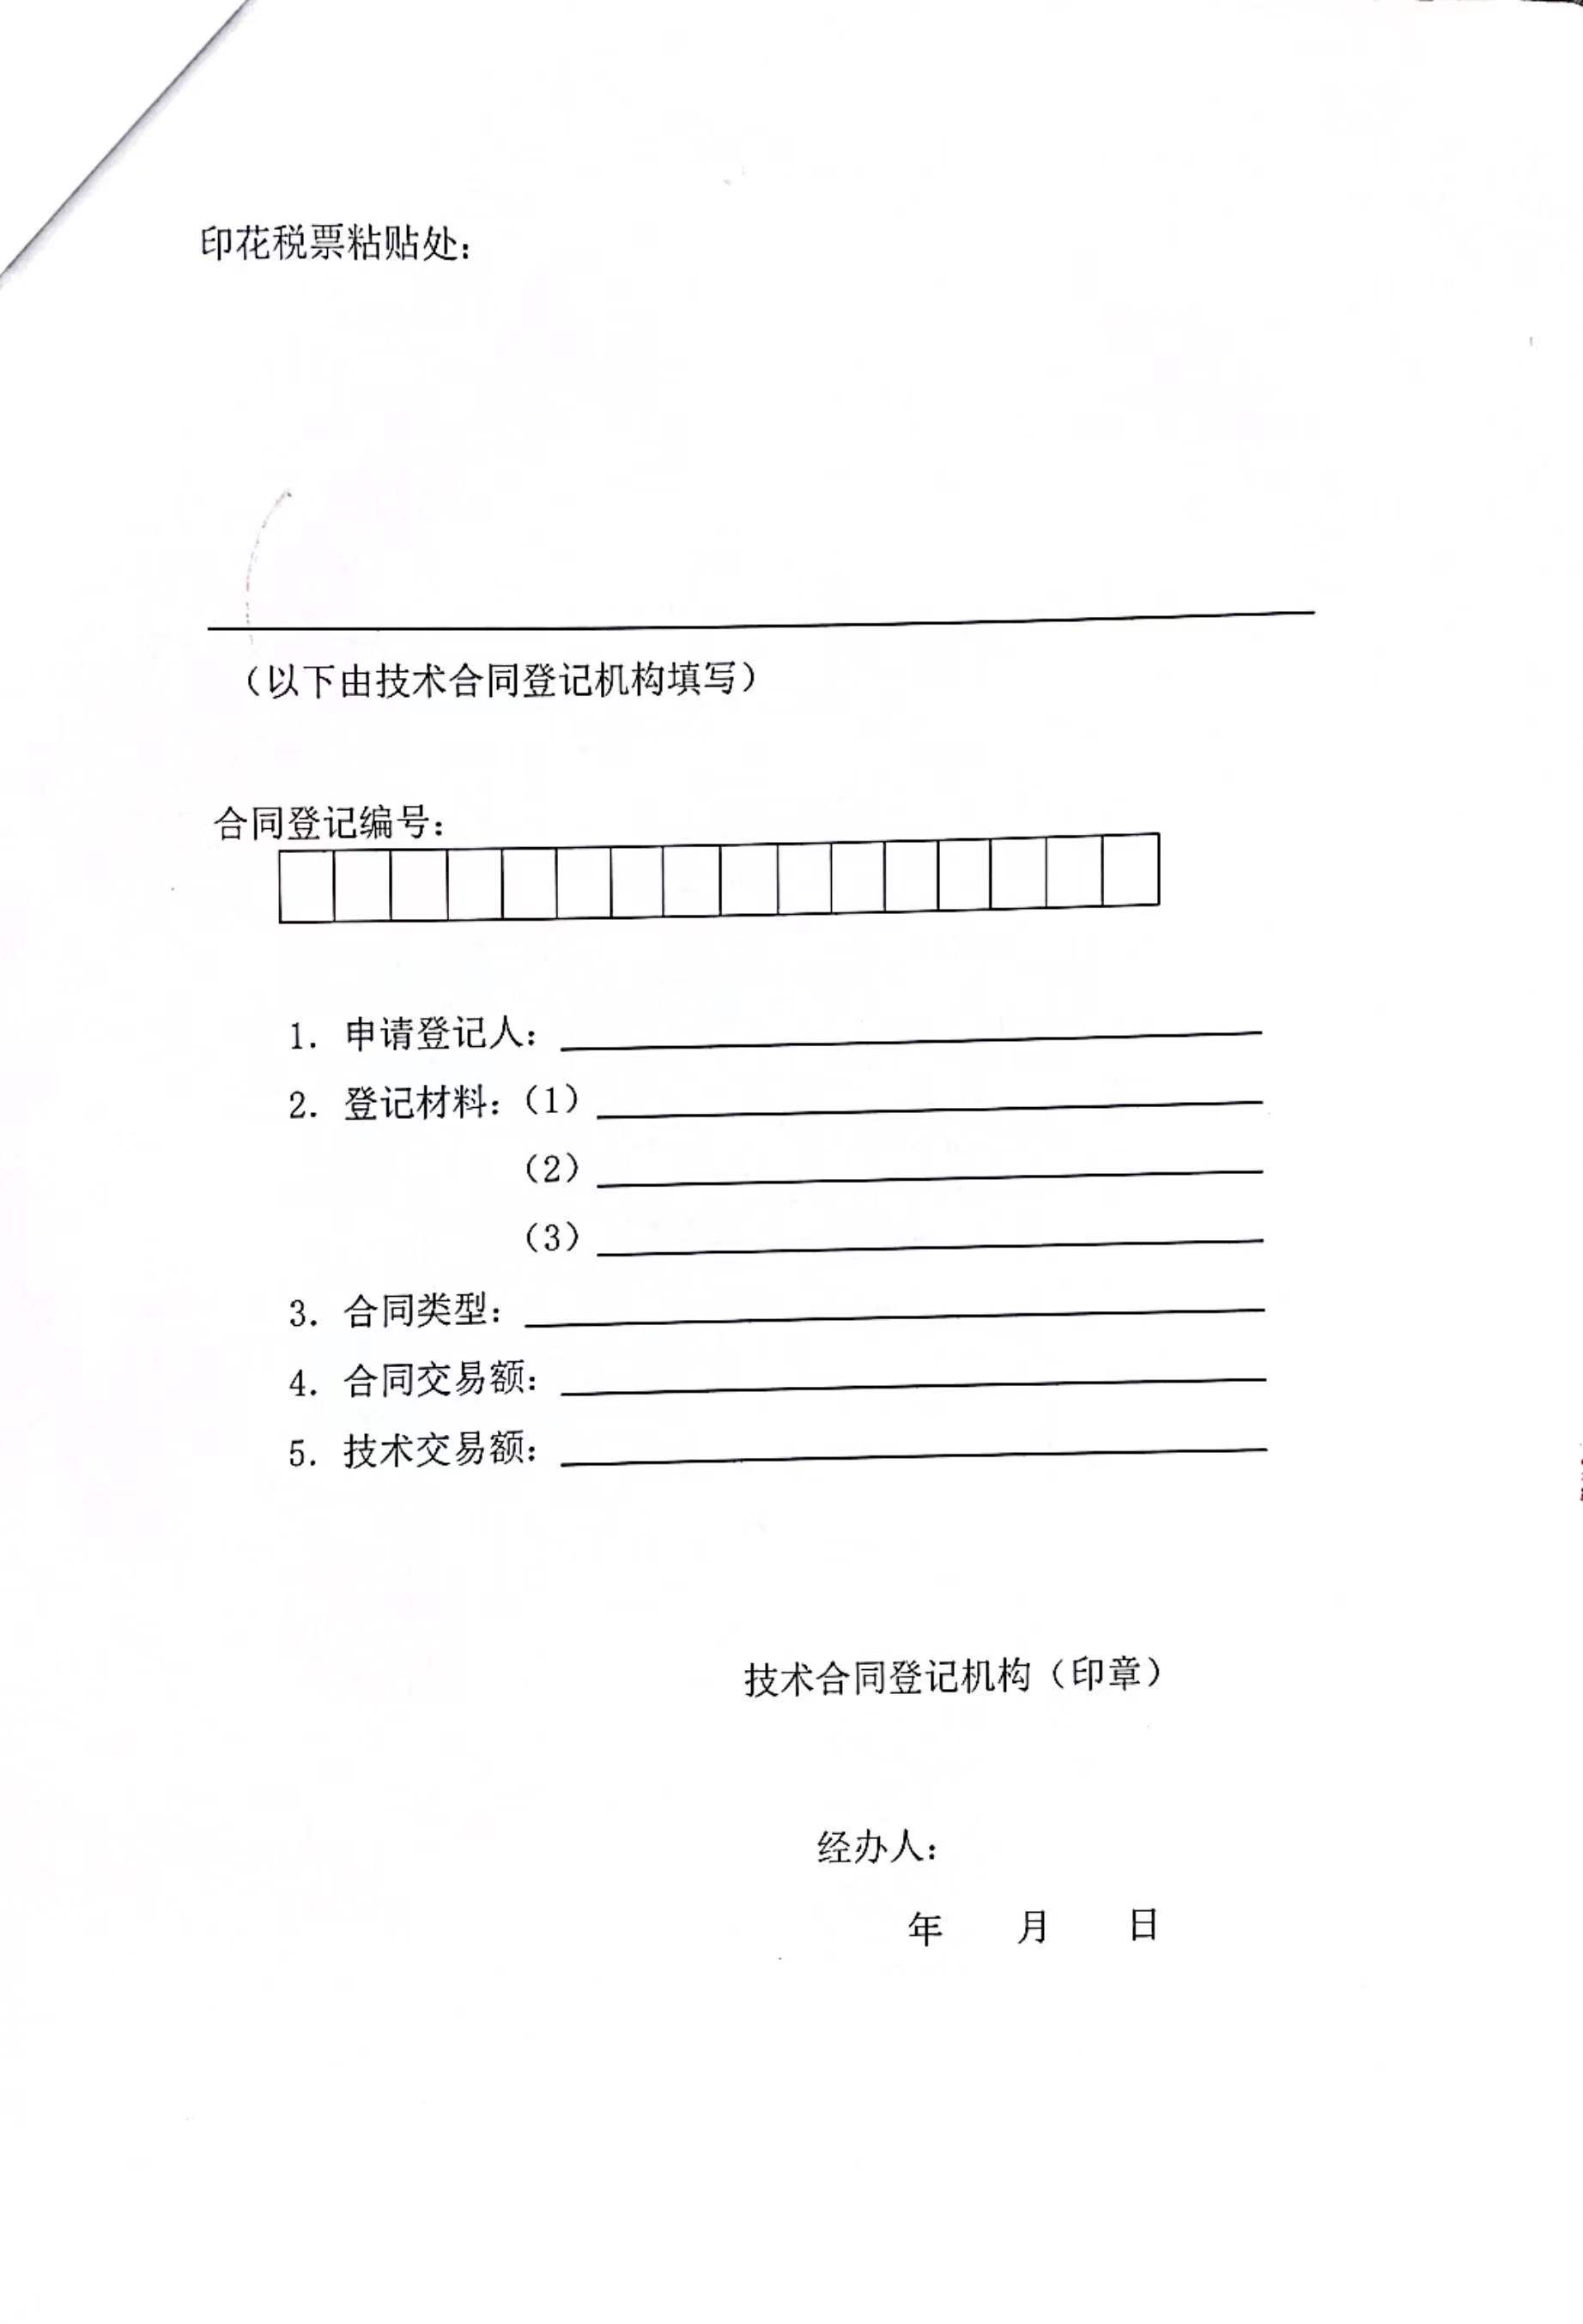 印花税票粘贴处：
（以下由技术合同登记机构填写）
合同登记编号：
1. 申请登记人：
2. 登记材料：（1）
（2）
（3）
3. 合同类型：
4. 合同交易额：
5. 技术交易额：
技术合同登记机构（印章）
经办人：
年 月 日